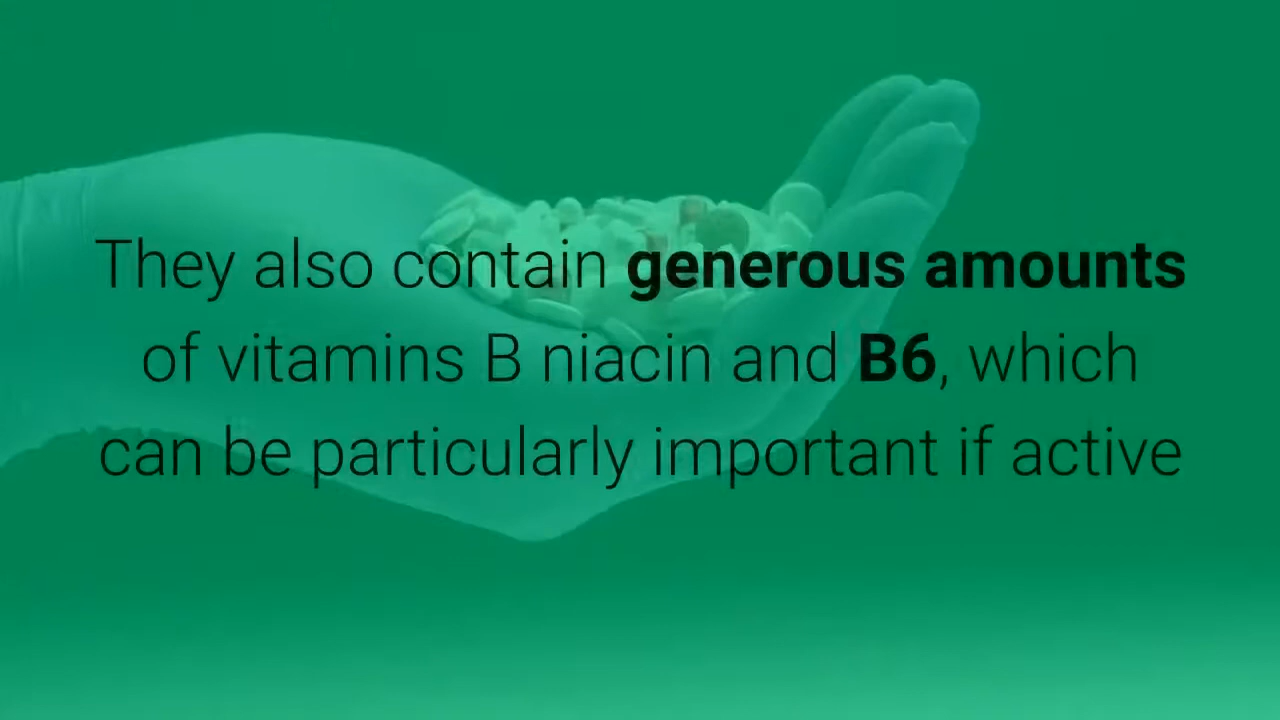 They also contain generous amounts
of vitamins B niacin and B6, which
can be particularly important if active